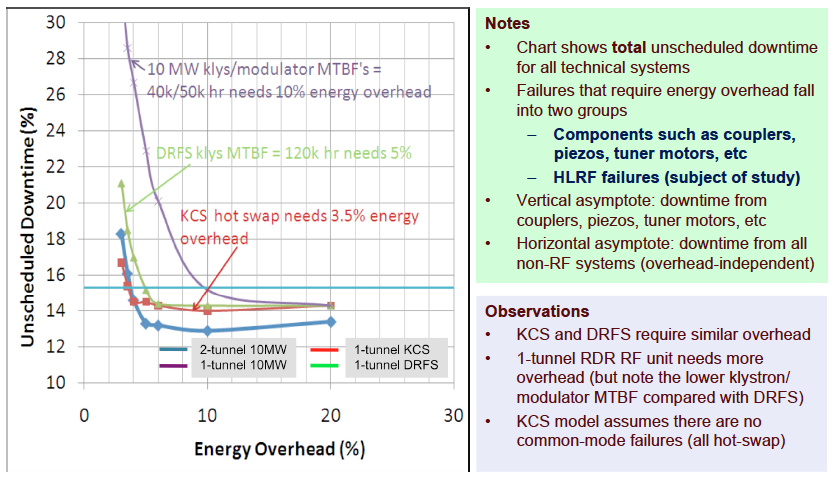 Unscheduled Downtime (%)
30
28
26
24
22
20
18
16
14
12
10
0
10
20
30
Energy Overhead (%)
10 MW klys/modulator MTBF's =
40k/50k hr needs 10% energy overhead
DRFS klys MTBF = 120k hr needs 5%
KCS hot swap needs 3.5% energy
overhead
2-tunnel 10MW
1-tunnel KCS
1-tunnel 10MW
1-tunnel DRFS
Notes
• Chart shows total unscheduled downtime
for all technical systems
• Failures that require energy overhead fall
into two groups
– Components such as couplers,
piezos, tuner motors, etc
– HLRF failures (subject of study)
• Vertical asymptote: downtime from
couplers, piezos, tuner motors, etc
• Horizontal asymptote: downtime from all
non-RF systems (overhead-independent)
Observations
• KCS and DRFS require similar overhead
• 1-tunnel RDR RF unit needs more
overhead (but note the lower klystron/
modulator MTBF compared with DRFS)
• KCS model assumes there are no
common-mode failures (all hot-swap)